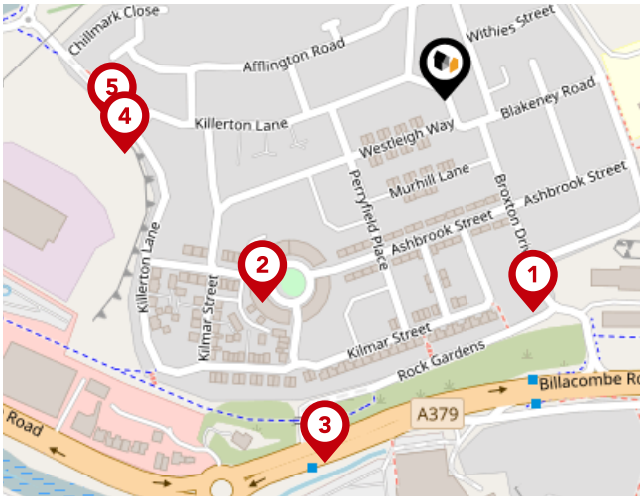 Chillmark Close
Withies Street
Afflington Road
5
4
Killerton Lane
Blakeney Road
Westleigh Way
Murhill Lane
Perryfield Place
Broxton Driv
Ashbrook Street
Ashbrook Street
Killerton Lane
2
1
Kilmar Street
Kilmar Street
Rock Gardens
Billacombe Ro
A379
3
Road